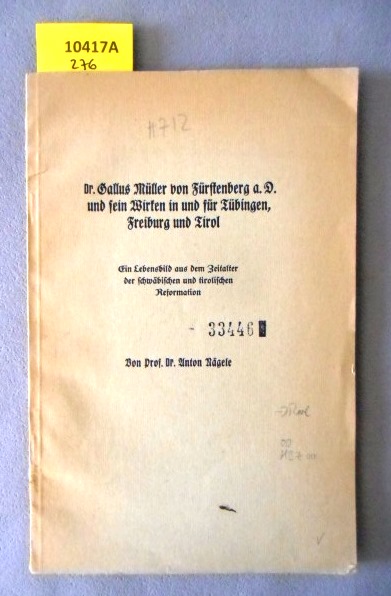 10417A
276
Dr. Gallus Müller von Fürstenberg a. D.
und sein Wirken in und für Tübingen,
Freiburg und Tirol
Ein Lebensbild aus dem Zeitalter
der schwäbischen und tirolischen
Reformation
- 33446
Von Prof. Dr. Anton Nägele